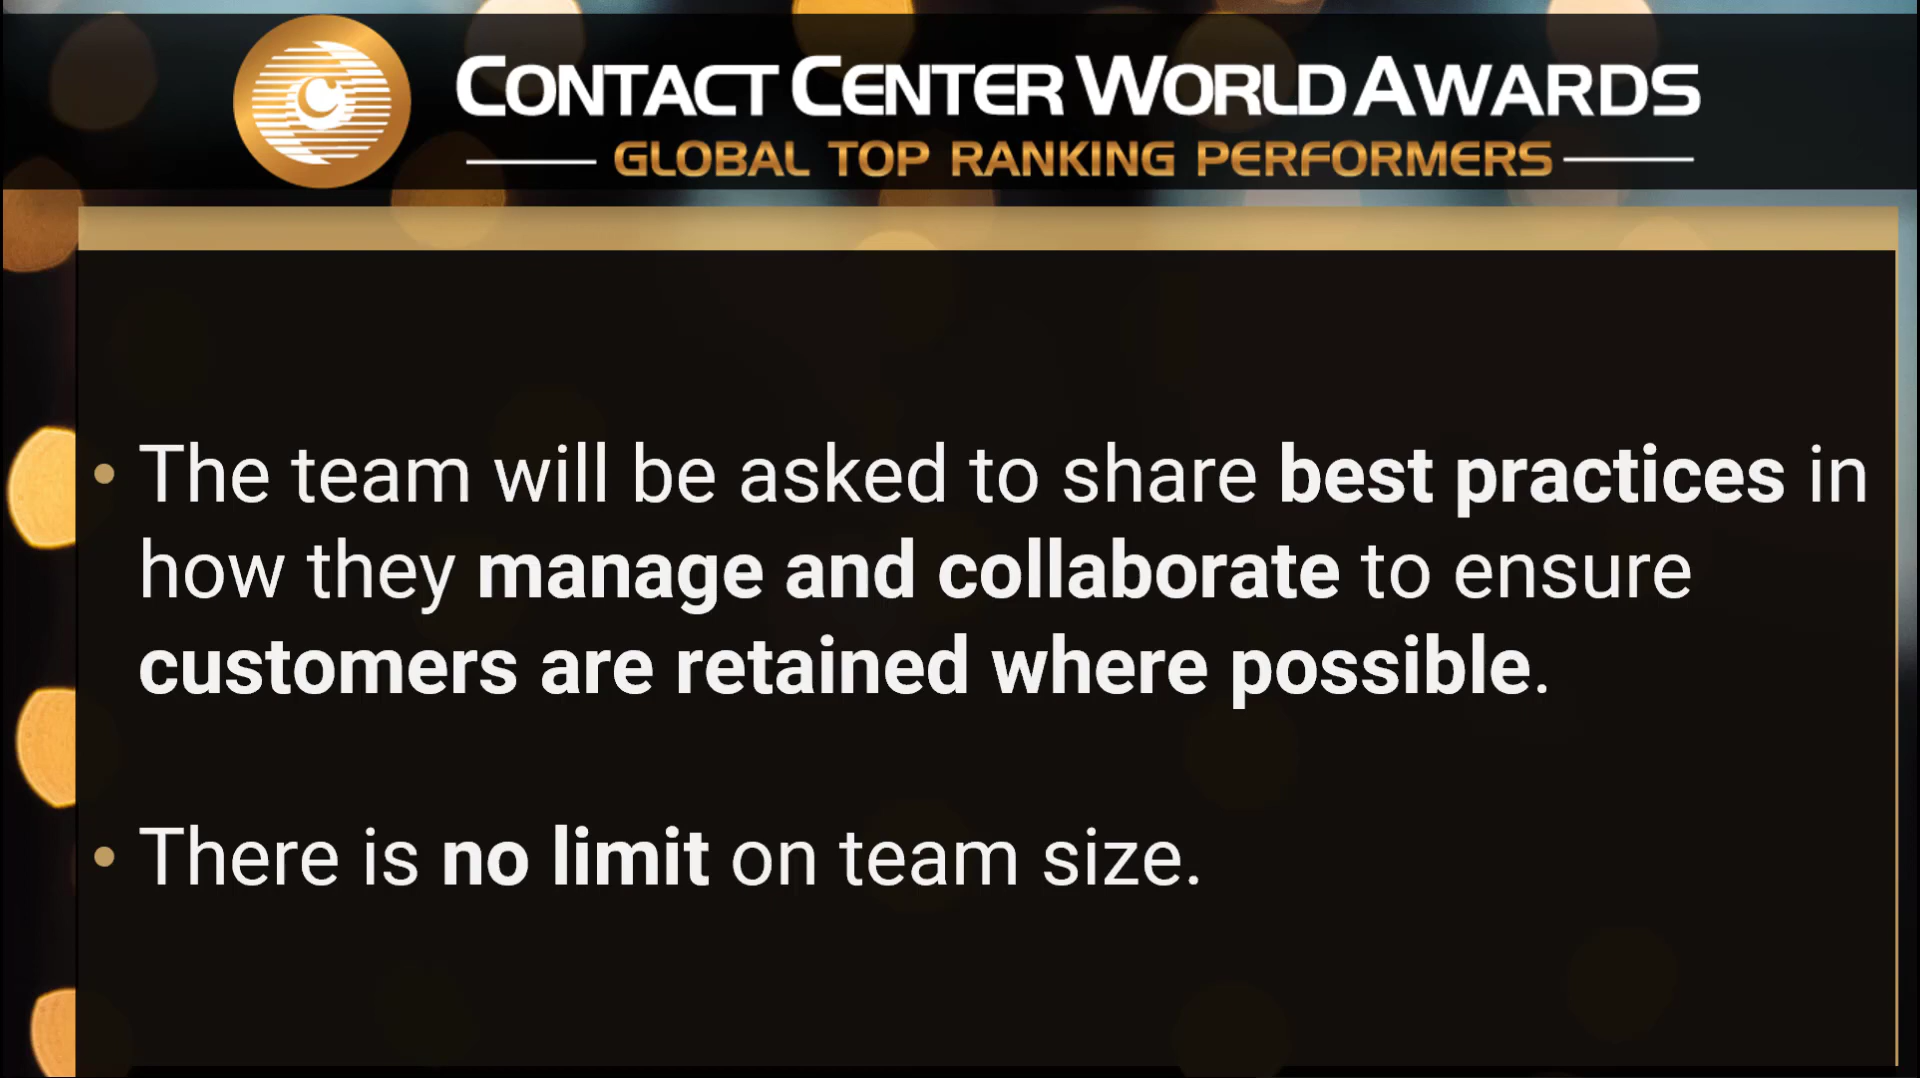 CONTACT CENTER WORLD AWARDS
GLOBAL TOP RANKING PERFORMERS
• The team will be asked to share best practices in
how they manage and collaborate to ensure
customers are retained where possible.
• There is no limit on team size.